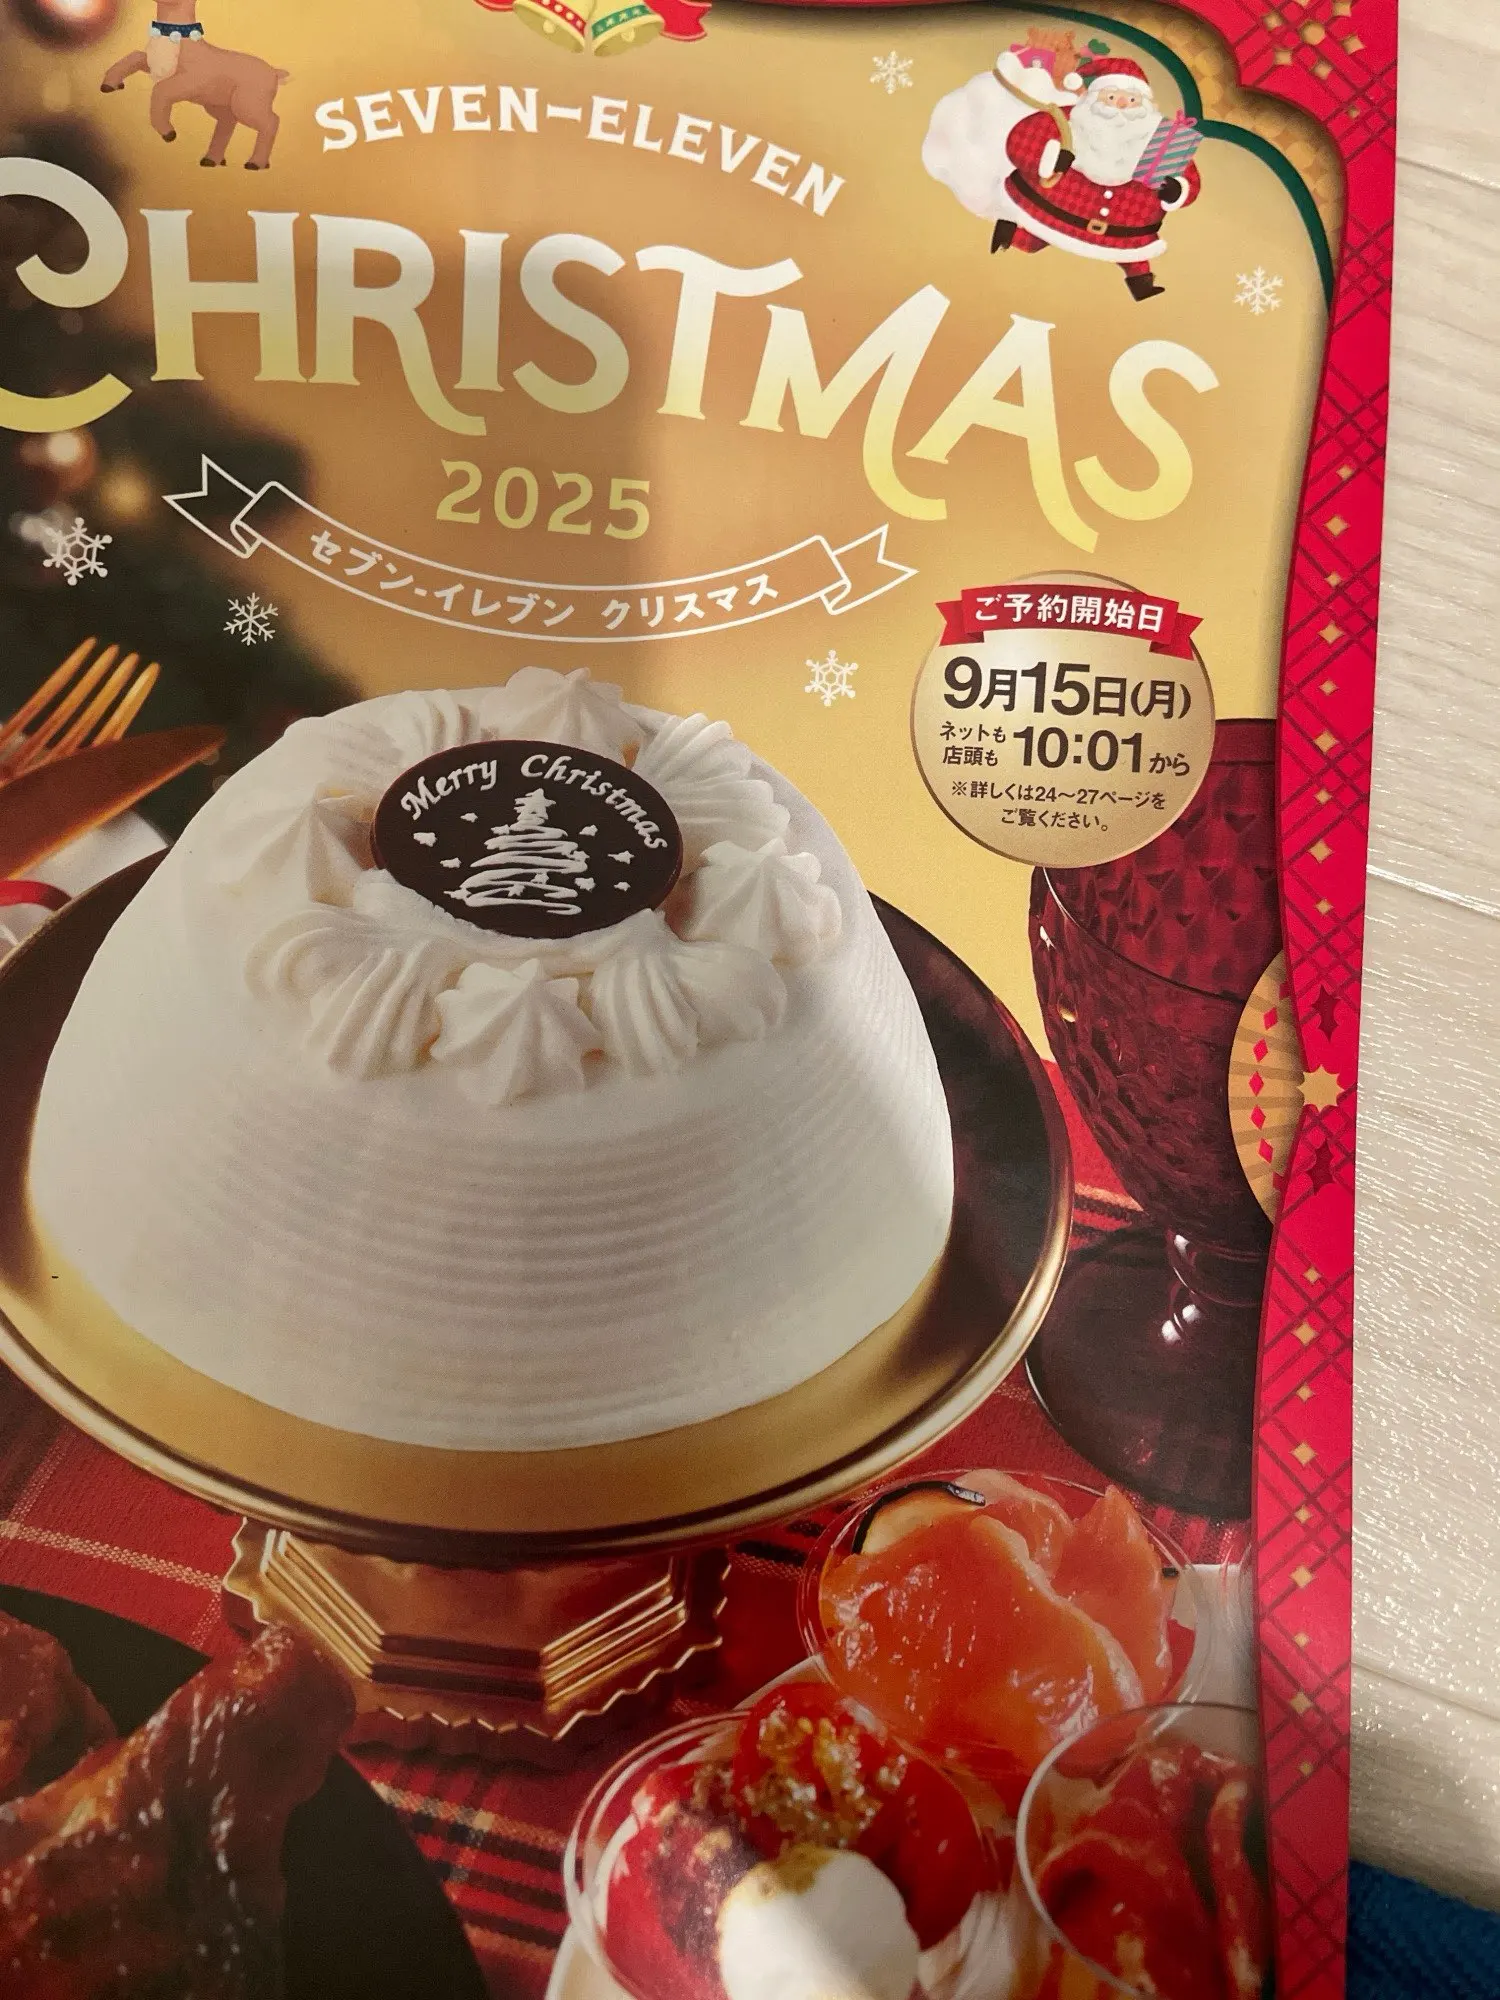 SEVEN-ELEVEN
CHRISTMAS
2025
セブン‐イレブン クリスマス
ご予約開始日
9月15日(月)
ネットも
店頭も 10:01から
※詳しくは24〜27ページを
ご覧ください。
Merry Christmas